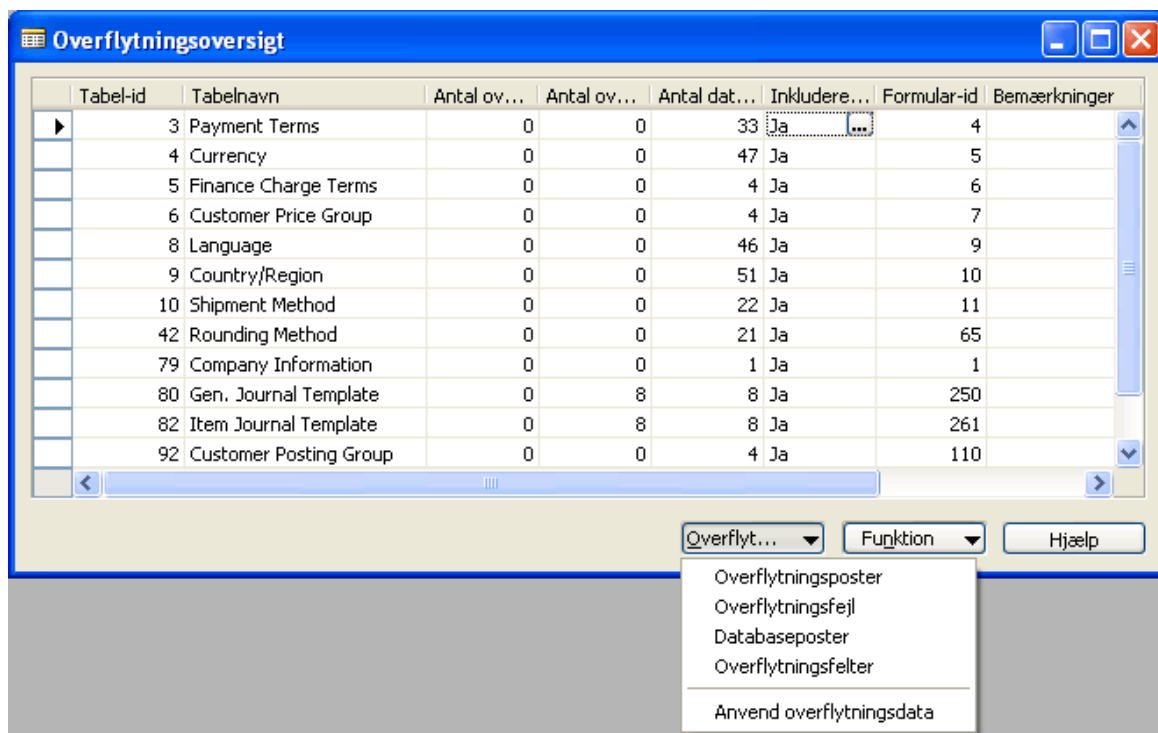 Overflytningsoversigt
Tabel-id Tabelnavn Antal ov... Antal ov... Antal dat... Inkludere... Formular-id Bemærkninger
3 Payment Terms 0 0 33 Ja ... 4
4 Currency 0 0 47 Ja 5
5 Finance Charge Terms 0 0 4 Ja 6
6 Customer Price Group 0 0 4 Ja 7
8 Language 0 0 46 Ja 9
9 Country/Region 0 0 51 Ja 10
10 Shipment Method 0 0 22 Ja 11
42 Rounding Method 0 0 21 Ja 65
79 Company Information 0 0 1 Ja 1
80 Gen. Journal Template 0 8 8 Ja 250
82 Item Journal Template 0 8 8 Ja 261
92 Customer Posting Group 0 0 4 Ja 110
Overflyt... Funktion Hjælp
Overflytningsposter
Overflytningsfejl
Databaseposter
Overflytningsfelter
Anvend overflytningsdata